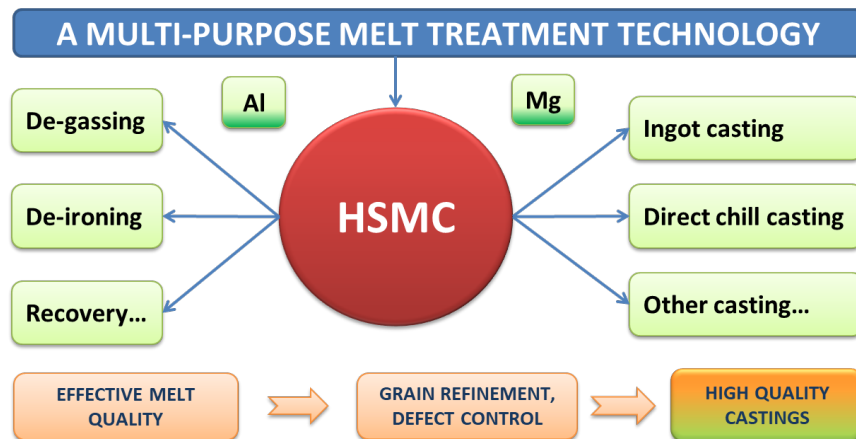 A MULTI-PURPOSE MELT TREATMENT TECHNOLOGY
Al
Mg
De-gassing
De-ironing
Recovery...
HSMC
Ingot casting
Direct chill casting
Other casting...
EFFECTIVE MELT
QUALITY
GRAIN REFINEMENT,
DEFECT CONTROL
HIGH QUALITY
CASTINGS